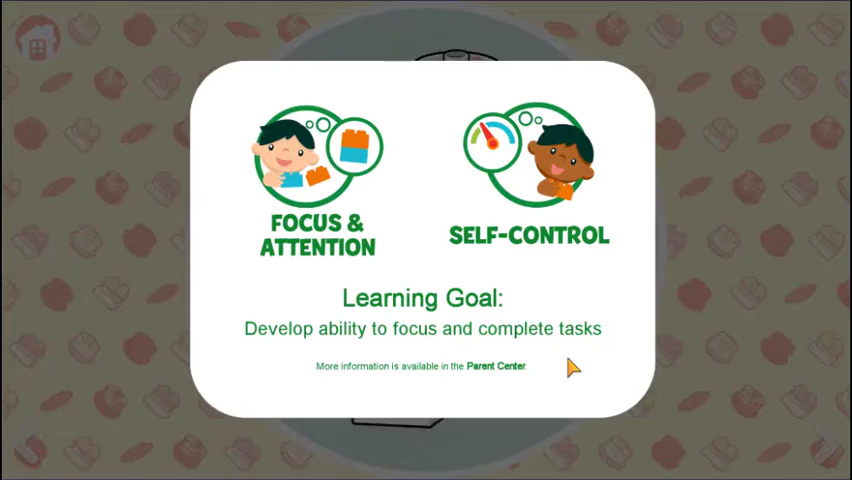 FOCUS &
ATTENTION
SELF-CONTROL
Learning Goal:
Develop ability to focus and complete tasks
More information is available in the Parent Center.